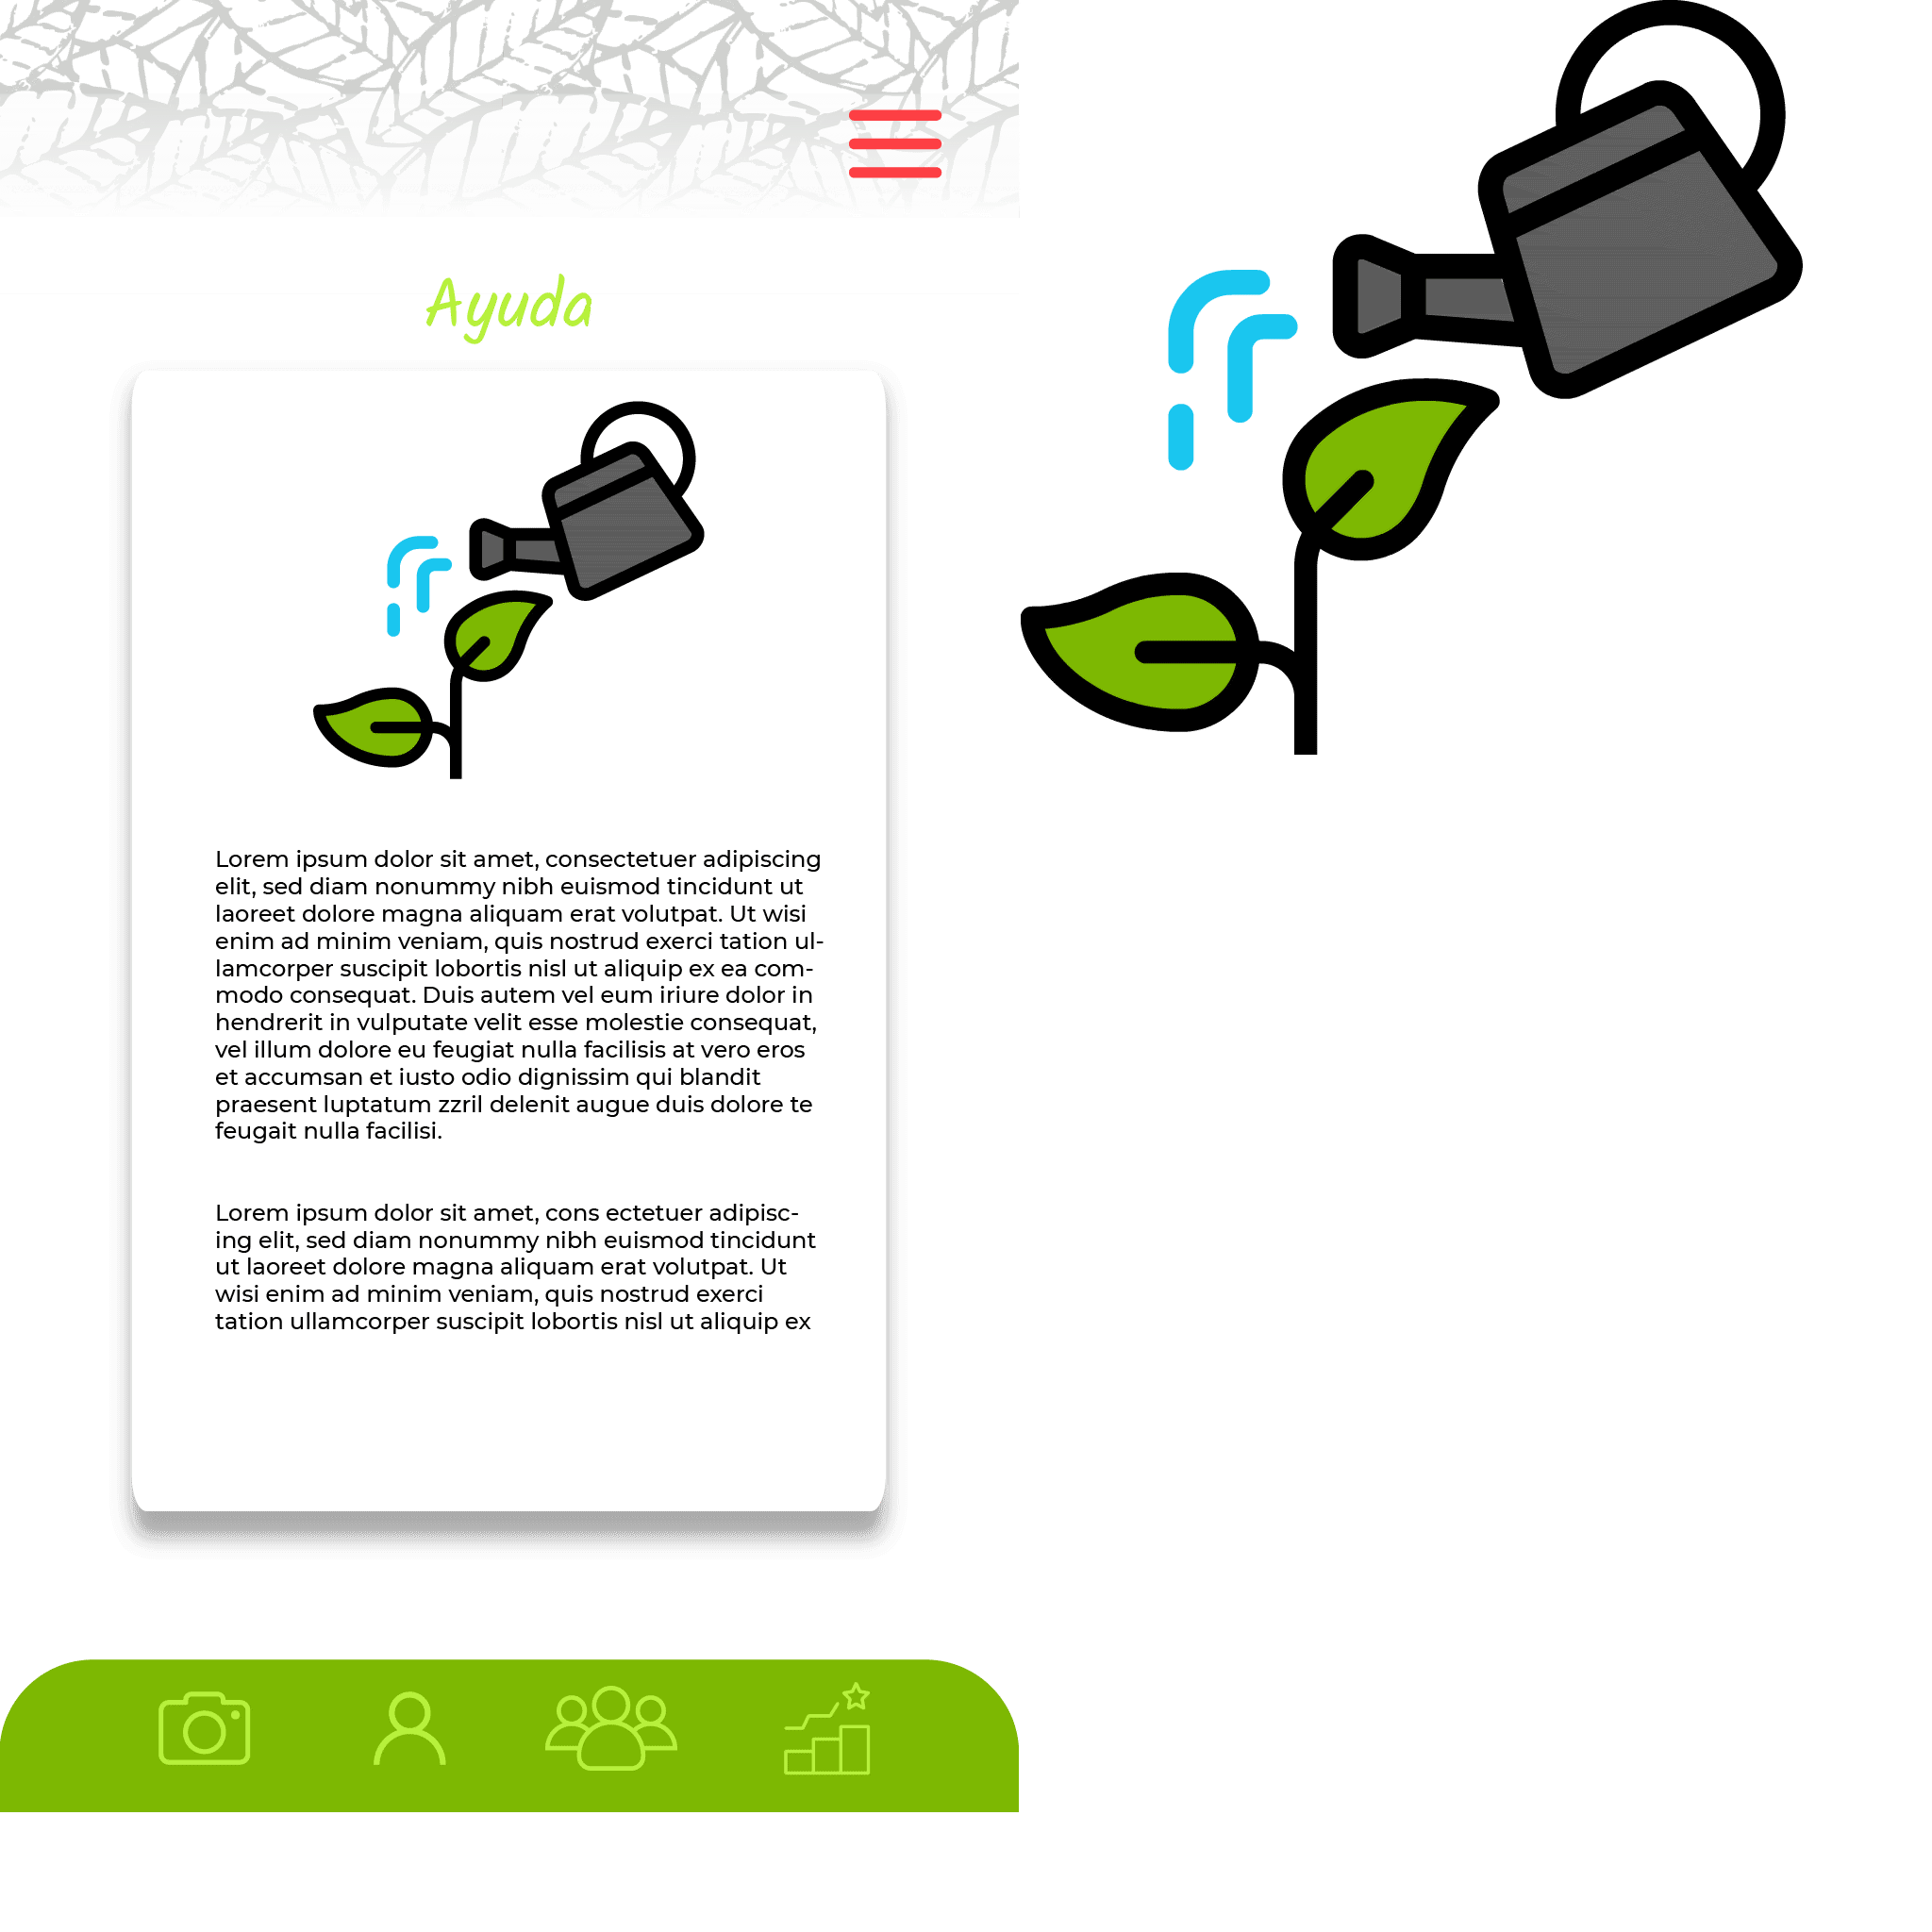 Ayuda
Lorem ipsum dolor sit amet, consectetuer adipiscing
elit, sed diam nonummy nibh euismod tincidunt ut
laoreet dolore magna aliquam erat volutpat. Ut wisi
enim ad minim veniam, quis nostrud exerci tation ul-
lamcorper suscipit lobortis nisl ut aliquip ex ea com-
modo consequat. Duis autem vel eum iriure dolor in
hendrerit in vulputate velit esse molestie consequat,
vel illum dolore eu feugiat nulla facilisis at vero eros
et accumsan et iusto odio dignissim qui blandit
praesent luptatum zzril delenit augue duis dolore te
feugait nulla facilisi.
Lorem ipsum dolor sit amet, cons ectetuer adipisc-
ing elit, sed diam nonummy nibh euismod tincidunt
ut laoreet dolore magna aliquam erat volutpat. Ut
wisi enim ad minim veniam, quis nostrud exerci
tation ullamcorper suscipit lobortis nisl ut aliquip ex